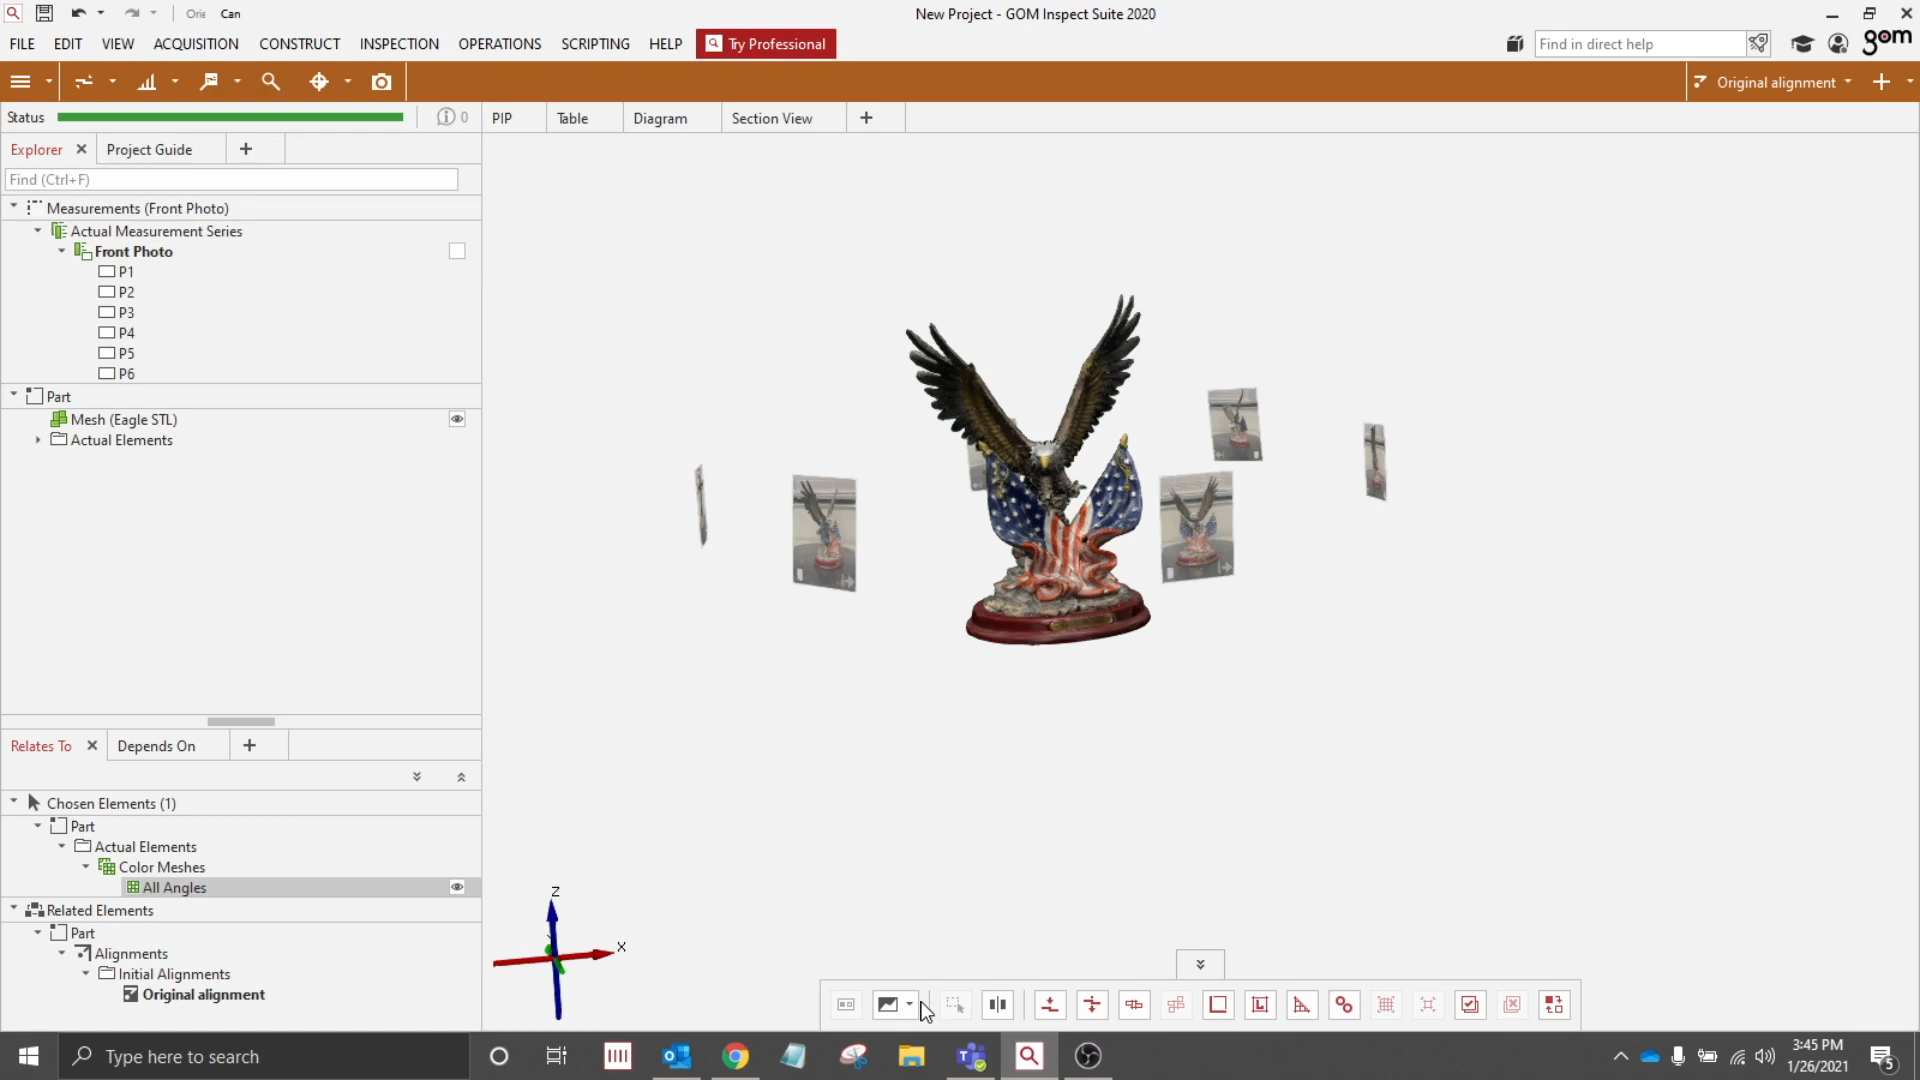 Orie Can
New Project - GOM Inspect Suite 2020
FILE EDIT VIEW ACQUISITION CONSTRUCT INSPECTION OPERATIONS SCRIPTING HELP Try Professional
Find in direct help
gom
Original alignment
Status
0
PIP Table Diagram Section View +
Explorer Project Guide +
Find (Ctrl+F)
Measurements (Front Photo)
Actual Measurement Series
Front Photo
P1
P2
P3
P4
P5
P6
Part
Mesh (Eagle STL)
Actual Elements
Relates To Depends On +
Chosen Elements (1)
Part
Actual Elements
Color Meshes
All Angles
Related Elements
Part
Alignments
Initial Alignments
Original alignment
Z
X
Type here to search
3:45 PM
1/26/2021
5